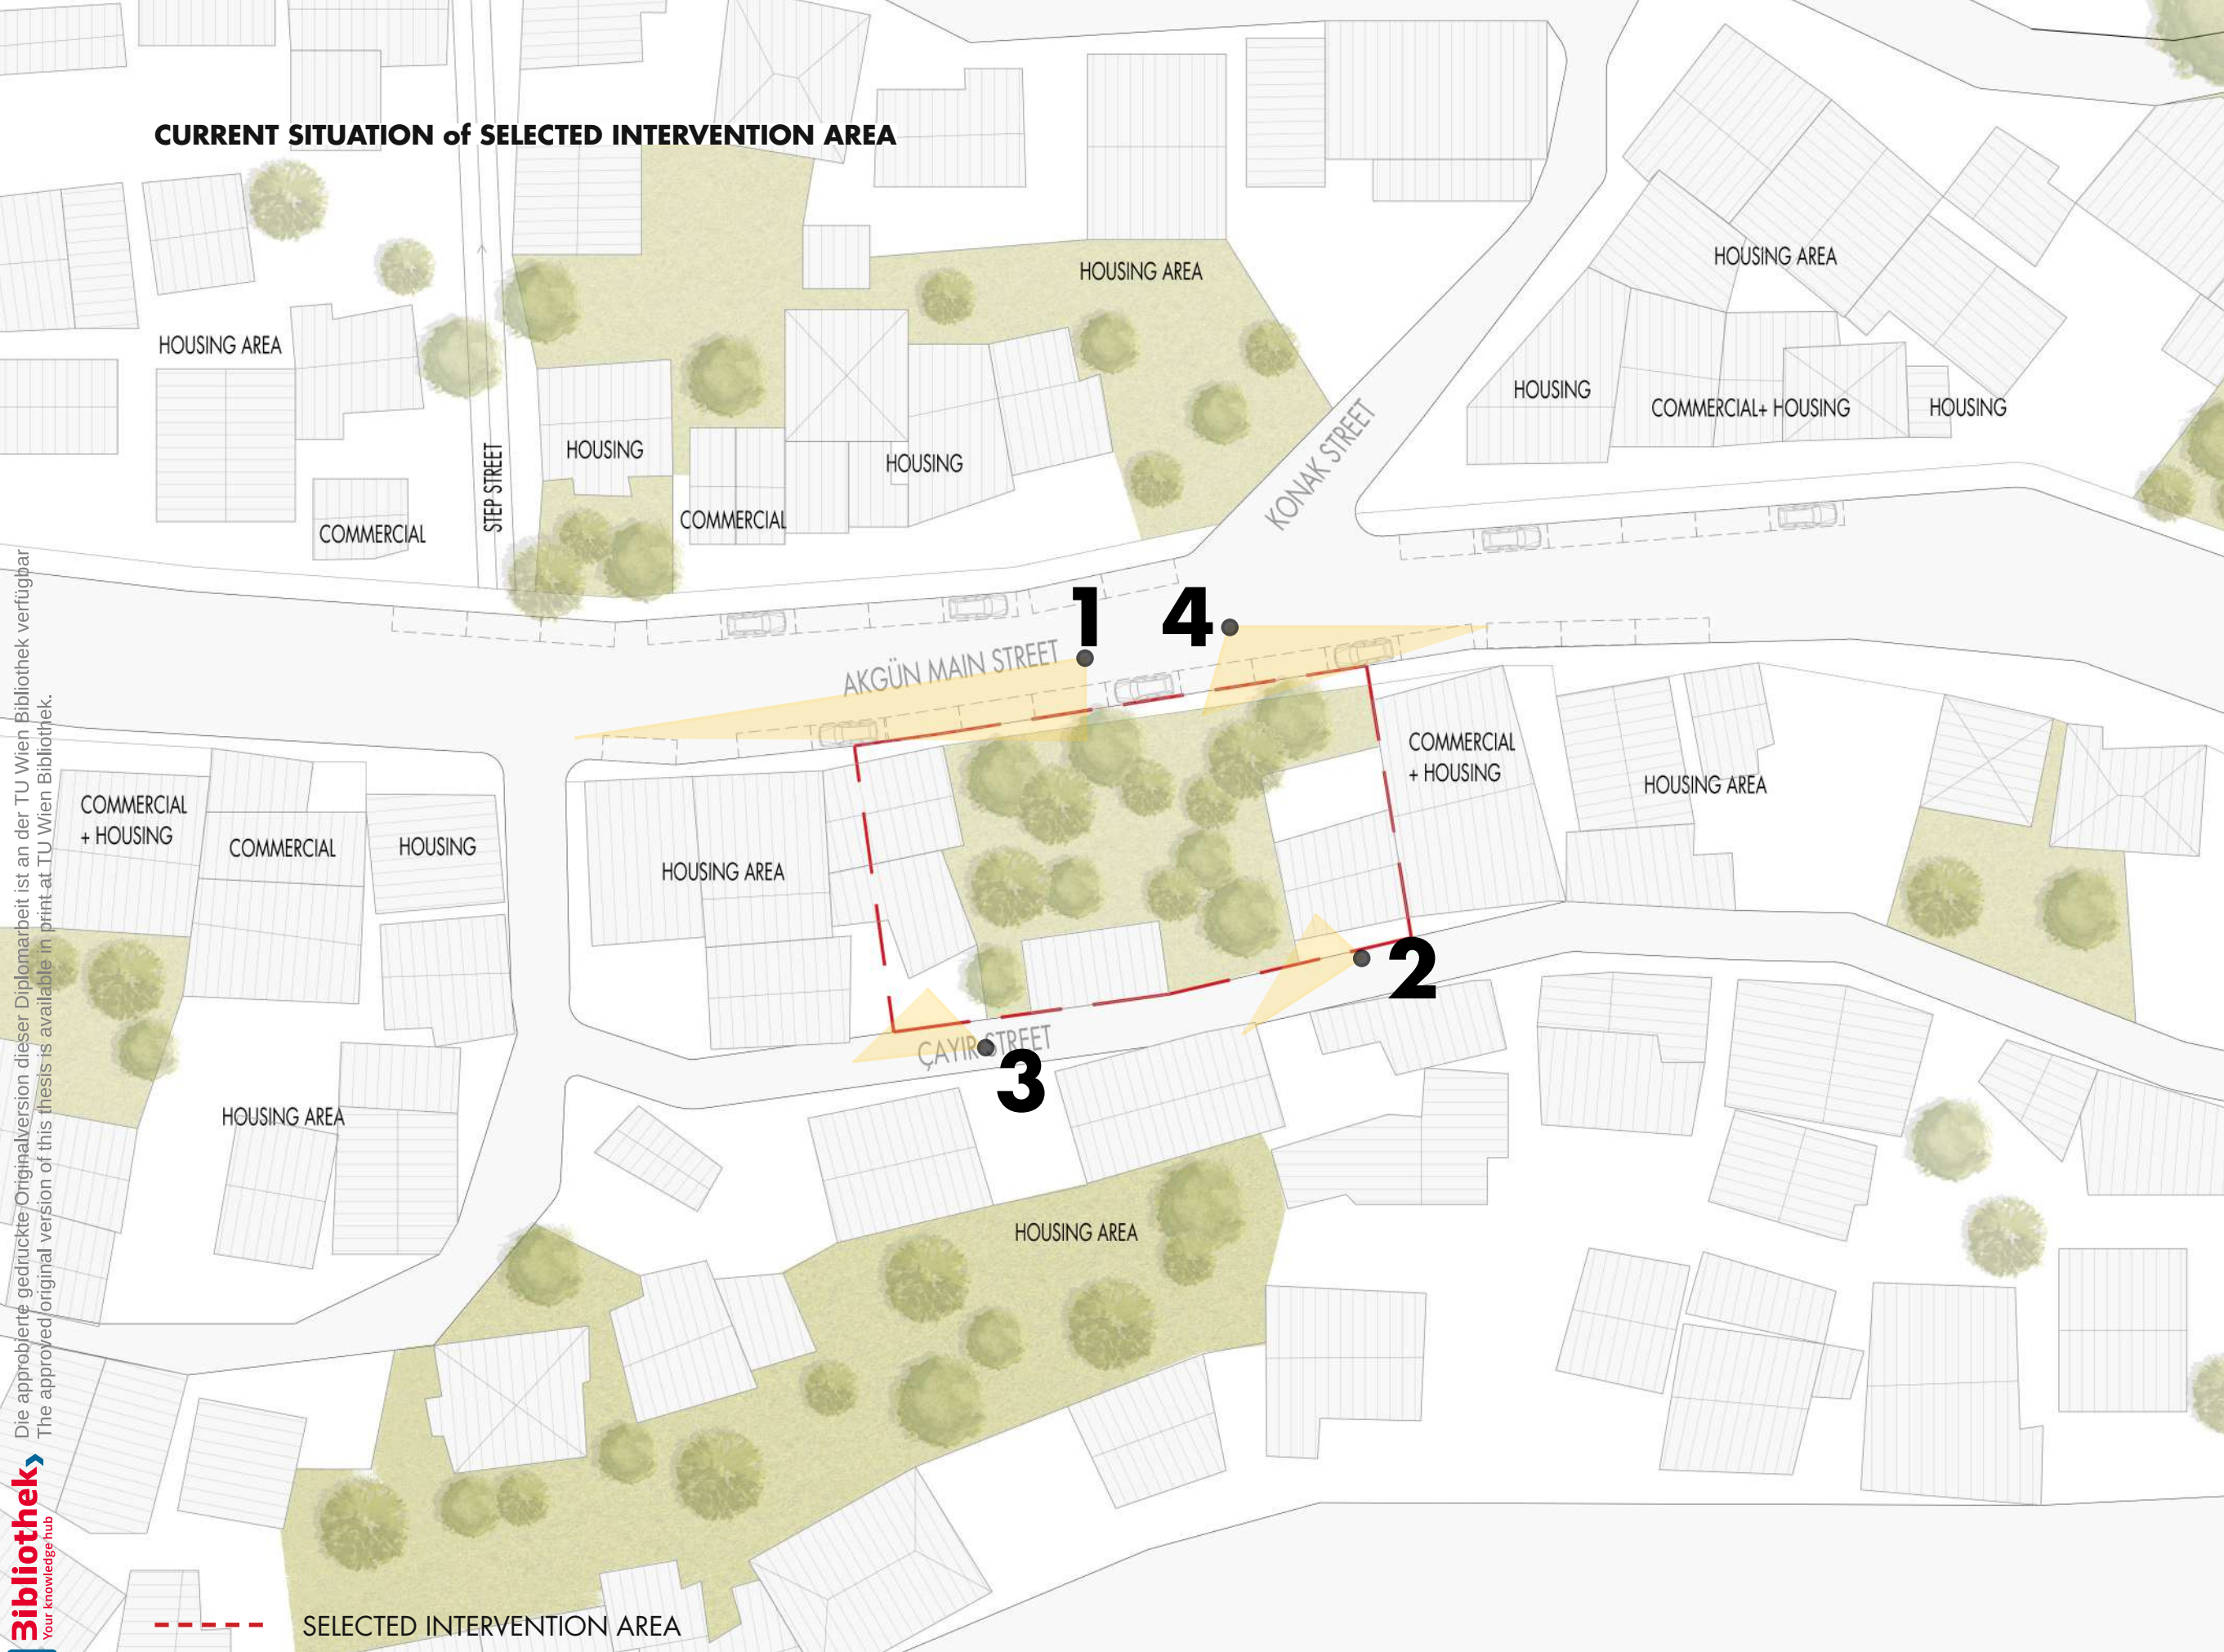 CURRENT SITUATION of SELECTED INTERVENTION AREA
HOUSING AREA
HOUSING AREA
HOUSING AREA
HOUSING
COMMERCIAL+ HOUSING
HOUSING
KONAK STREET
STEP STREET
HOUSING
HOUSING
COMMERCIAL
COMMERCIAL
1
4
AKGÜN MAIN STREET
COMMERCIAL
+ HOUSING
HOUSING AREA
COMMERCIAL
+ HOUSING
COMMERCIAL
HOUSING
HOUSING AREA
2
ÇAYIR STREET
3
HOUSING AREA
HOUSING AREA
SELECTED INTERVENTION AREA
Die approbierte gedruckte Originalversion dieser Diplomarbeit ist an der TU Wien Bibliothek verfügbar
The approved original version of this thesis is available in print at TU Wien Bibliothek.
Bibliothek
Your knowledge hub